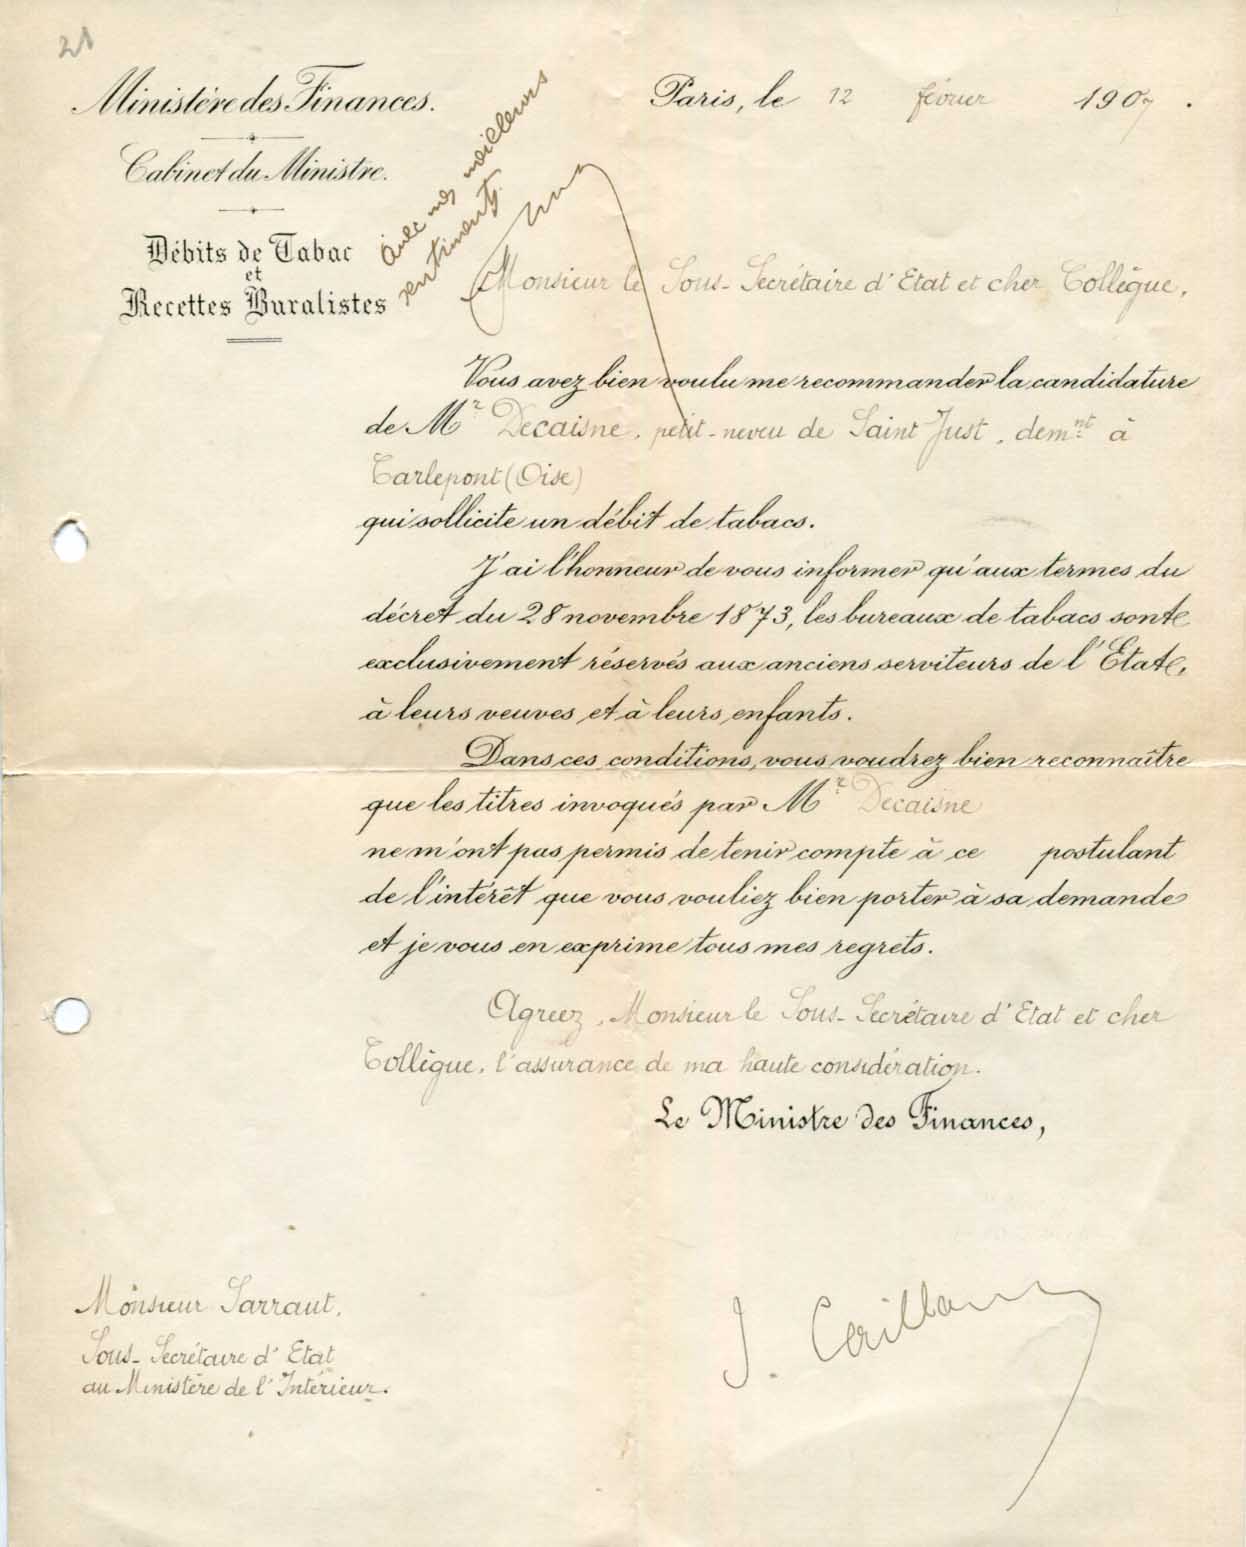 21
Ministère des Finances.
Cabinet du Ministre.
Débits de Tabac
et
Recettes Buralistes
Paris, le 12 février 1907.
Avec mes meilleurs
sentiments.
Monsieur le Sous-Secrétaire d'Etat et cher Collègue,
Vous avez bien voulu me recommander la candidature
de Mr Decaisne, petit-neveu de Saint Just, demnt à
Carlepont (Oise)
qui sollicite un débit de tabacs.
J'ai l'honneur de vous informer qu'aux termes du
décret du 28 novembre 1873, les bureaux de tabacs sont
exclusivement réservés aux anciens serviteurs de l'État,
à leurs veuves et à leurs enfants.
Dans ces conditions, vous voudrez bien reconnaître
que les titres invoqués par Mr Decaisne
ne m'ont pas permis de tenir compte à ce postulant
de l'intérêt que vous vouliez bien porter à sa demande
et je vous en exprime tous mes regrets.
Agréez, Monsieur le Sous-Secrétaire d'Etat et cher
Collègue, l'assurance de ma haute considération.
Le Ministre des Finances,
J. Caillaux
Monsieur Sarraut,
Sous-Secrétaire d'Etat
au Ministère de l'Intérieur.